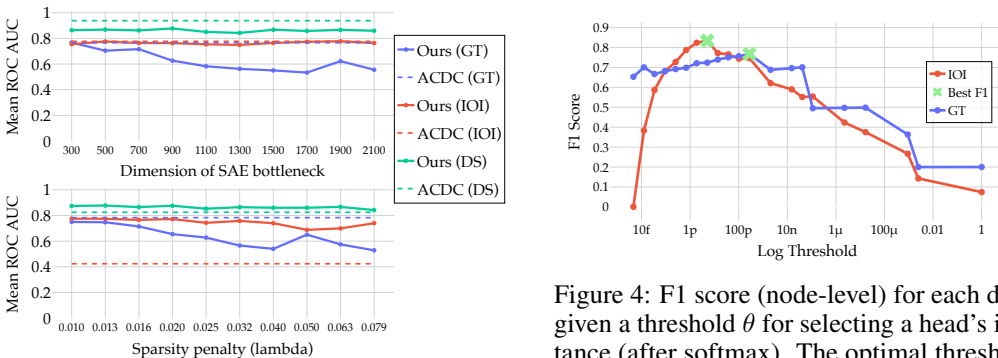 Mean ROC AUC
1
0.8
0.6
0.4
0.2
0
300 500 700 900 1100 1300 1500 1700 1900 2100
Dimension of SAE bottleneck
Mean ROC AUC
1
0.8
0.6
0.4
0.2
0
0.010 0.013 0.016 0.020 0.025 0.032 0.040 0.050 0.063 0.079
Sparsity penalty (lambda)
Ours (GT)
ACDC (GT)
Ours (IOI)
ACDC (IOI)
Ours (DS)
ACDC (DS)
F1 Score
0.9
0.8
0.7
0.6
0.5
0.4
0.3
0.2
0.1
0
10f 1p 100p 10n 1μ 100μ 0.01 1
Log Threshold
IOI
Best F1
GT
Figure 4: F1 score (node-level) for each d
given a threshold θ for selecting a head's i
tance (after softmax). The optimal thresh